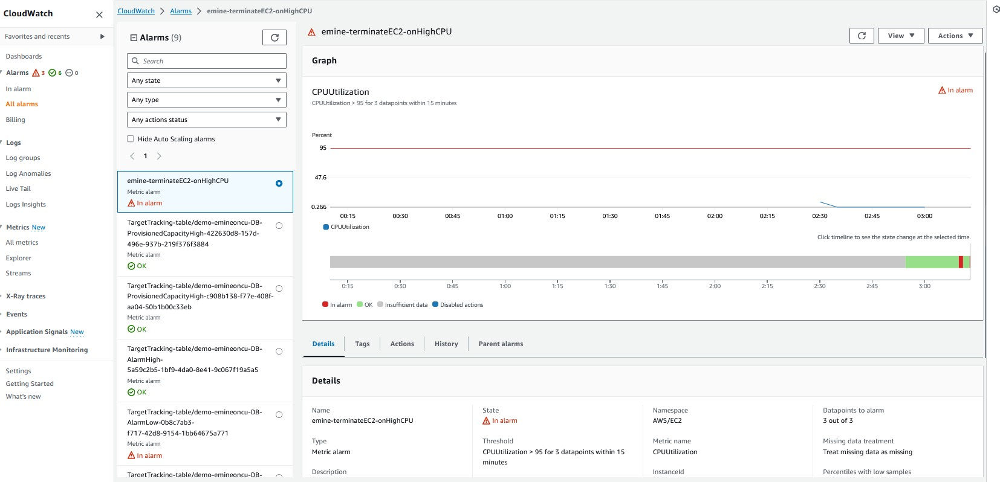 CloudWatch
Favorites and recents
Dashboards
Alarms 3 6 0
In alarm
All alarms
Billing
Logs
Log groups
Log Anomalies
Live Tail
Logs Insights
Metrics New
All metrics
Explorer
Streams
X-Ray traces
Events
Application Signals New
Infrastructure Monitoring
Settings
Getting Started
What's new
CloudWatch
Alarms
emine-terminateEC2-onHighCPU
Alarms (9)
Search
Any state
Any type
Any actions status
Hide Auto Scaling alarms
1
emine-terminateEC2-onHighCPU
Metric alarm
In alarm
TargetTracking-table/demo-emineoncu-DB-
ProvisionedCapacityHigh-422630d8-157d-
496e-937b-219f376f3884
Metric alarm
OK
TargetTracking-table/demo-emineoncu-DB-
ProvisionedCapacityHigh-c908b138-f77e-408f-
aa04-50b1b00c33eb
Metric alarm
OK
TargetTracking-table/demo-emineoncu-DB-
AlarmHigh-
5a59c2b5-1bf9-4da0-8e41-9c067f19a5a5
Metric alarm
OK
TargetTracking-table/demo-emineoncu-DB-
AlarmLow-0b8c7ab3-
f717-42d8-9154-1bb64675a771
Metric alarm
In alarm
TargetTracking-table/demo-emineoncu-DB-
emine-terminateEC2-onHighCPU
View
Actions
Graph
CPUUtilization
In alarm
CPUUtilization > 95 for 3 datapoints within 15 minutes
Percent
95
47.6
0.266
00:15 00:30 00:45 01:00 01:15 01:30 01:45 02:00 02:15 02:30 02:45 03:00
CPUUtilization
Click timeline to see the state change at the selected time.
0:15 0:30 0:45 1:00 1:15 1:30 1:45 2:00 2:15 2:30 2:45 3:00
In alarm OK Insufficient data Disabled actions
Details Tags Actions History Parent alarms
Details
Name
emine-terminateEC2-onHighCPU
Type
Metric alarm
Description
State
In alarm
Threshold
CPUUtilization > 95 for 3 datapoints within 15
minutes
Namespace
AWS/EC2
Metric name
CPUUtilization
InstanceId
Datapoints to alarm
3 out of 3
Missing data treatment
Treat missing data as missing
Percentiles with low samples